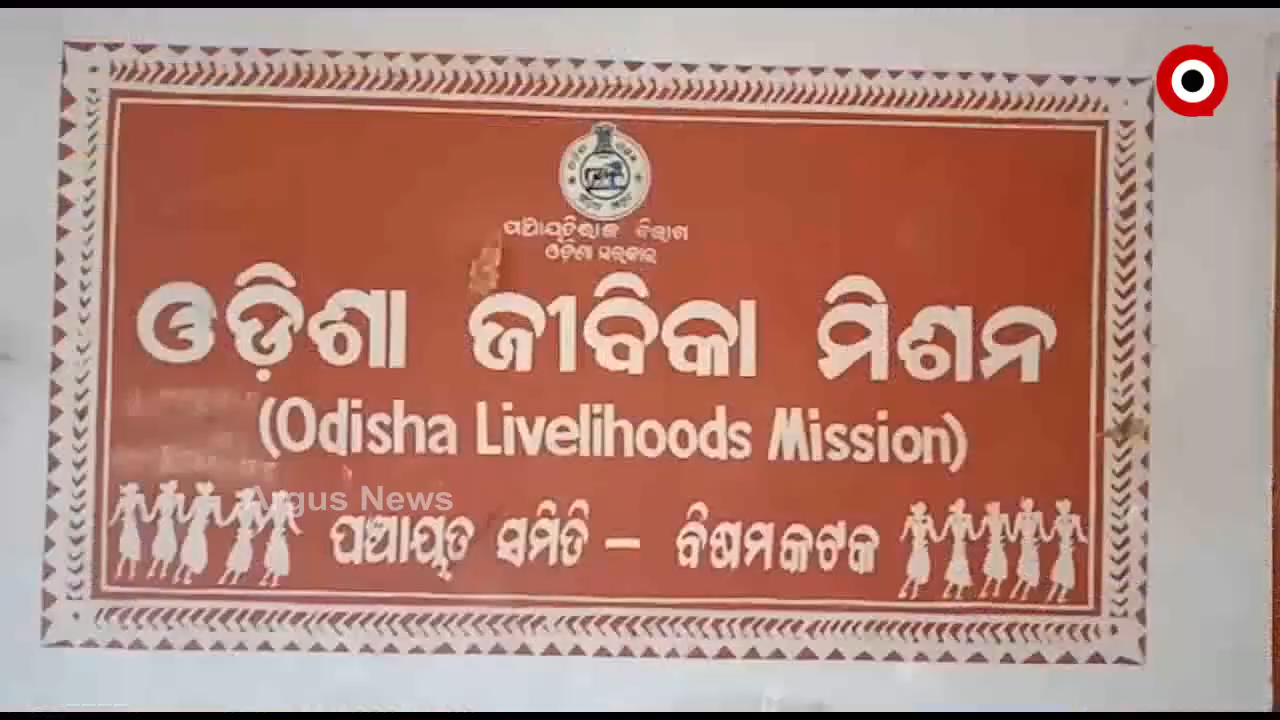 ପଞ୍ଚାୟତିରାଜ ବିଭାଗ
ଓଡ଼ିଶା ସରକାର
ଓଡ଼ିଶା ଜୀବିକା ମିଶନ
(Odisha Livelihoods Mission)
Argus News
ପଞ୍ଚାୟତ ସମିତି - ବିଷମକଟକ